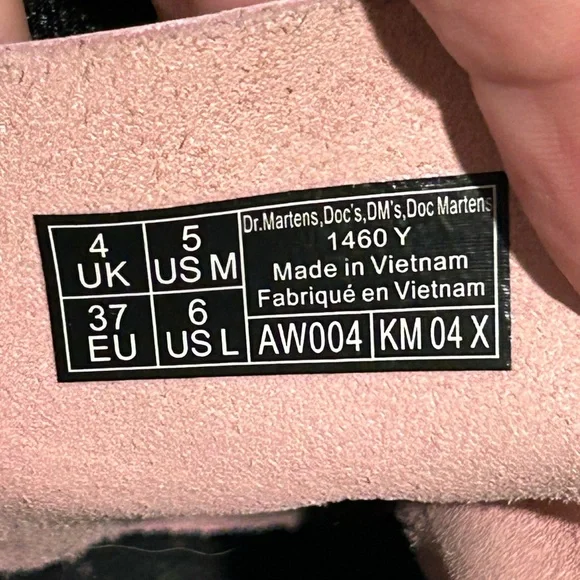 4 UK
5 US M
37 EU
6 US L
Dr.Martens,Doc's,DM's,Doc Martens
1460 Y
Made in Vietnam
Fabriqué en Vietnam
AW004
KM 04 X